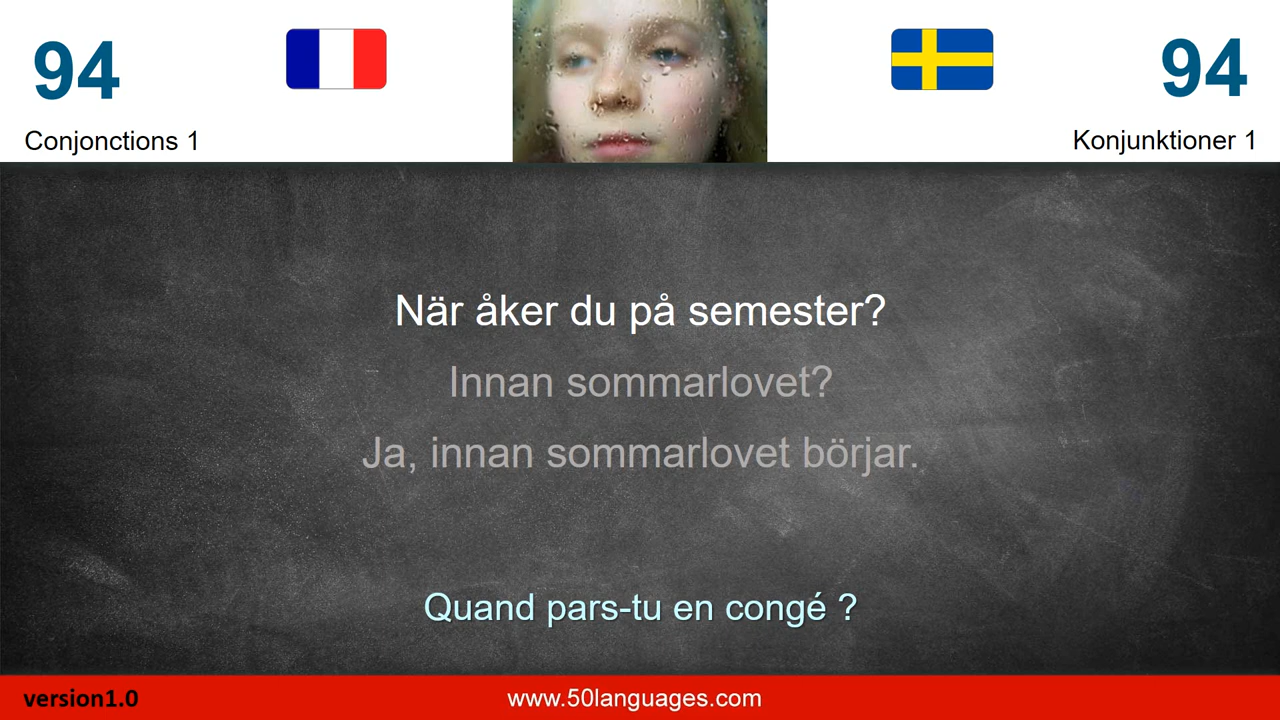 94
94
Conjonctions 1
Konjunktioner 1
När åker du på semester?
Innan sommarlovet?
Ja, innan sommarlovet börjar.
Quand pars-tu en congé ?
version1.0
www.50languages.com